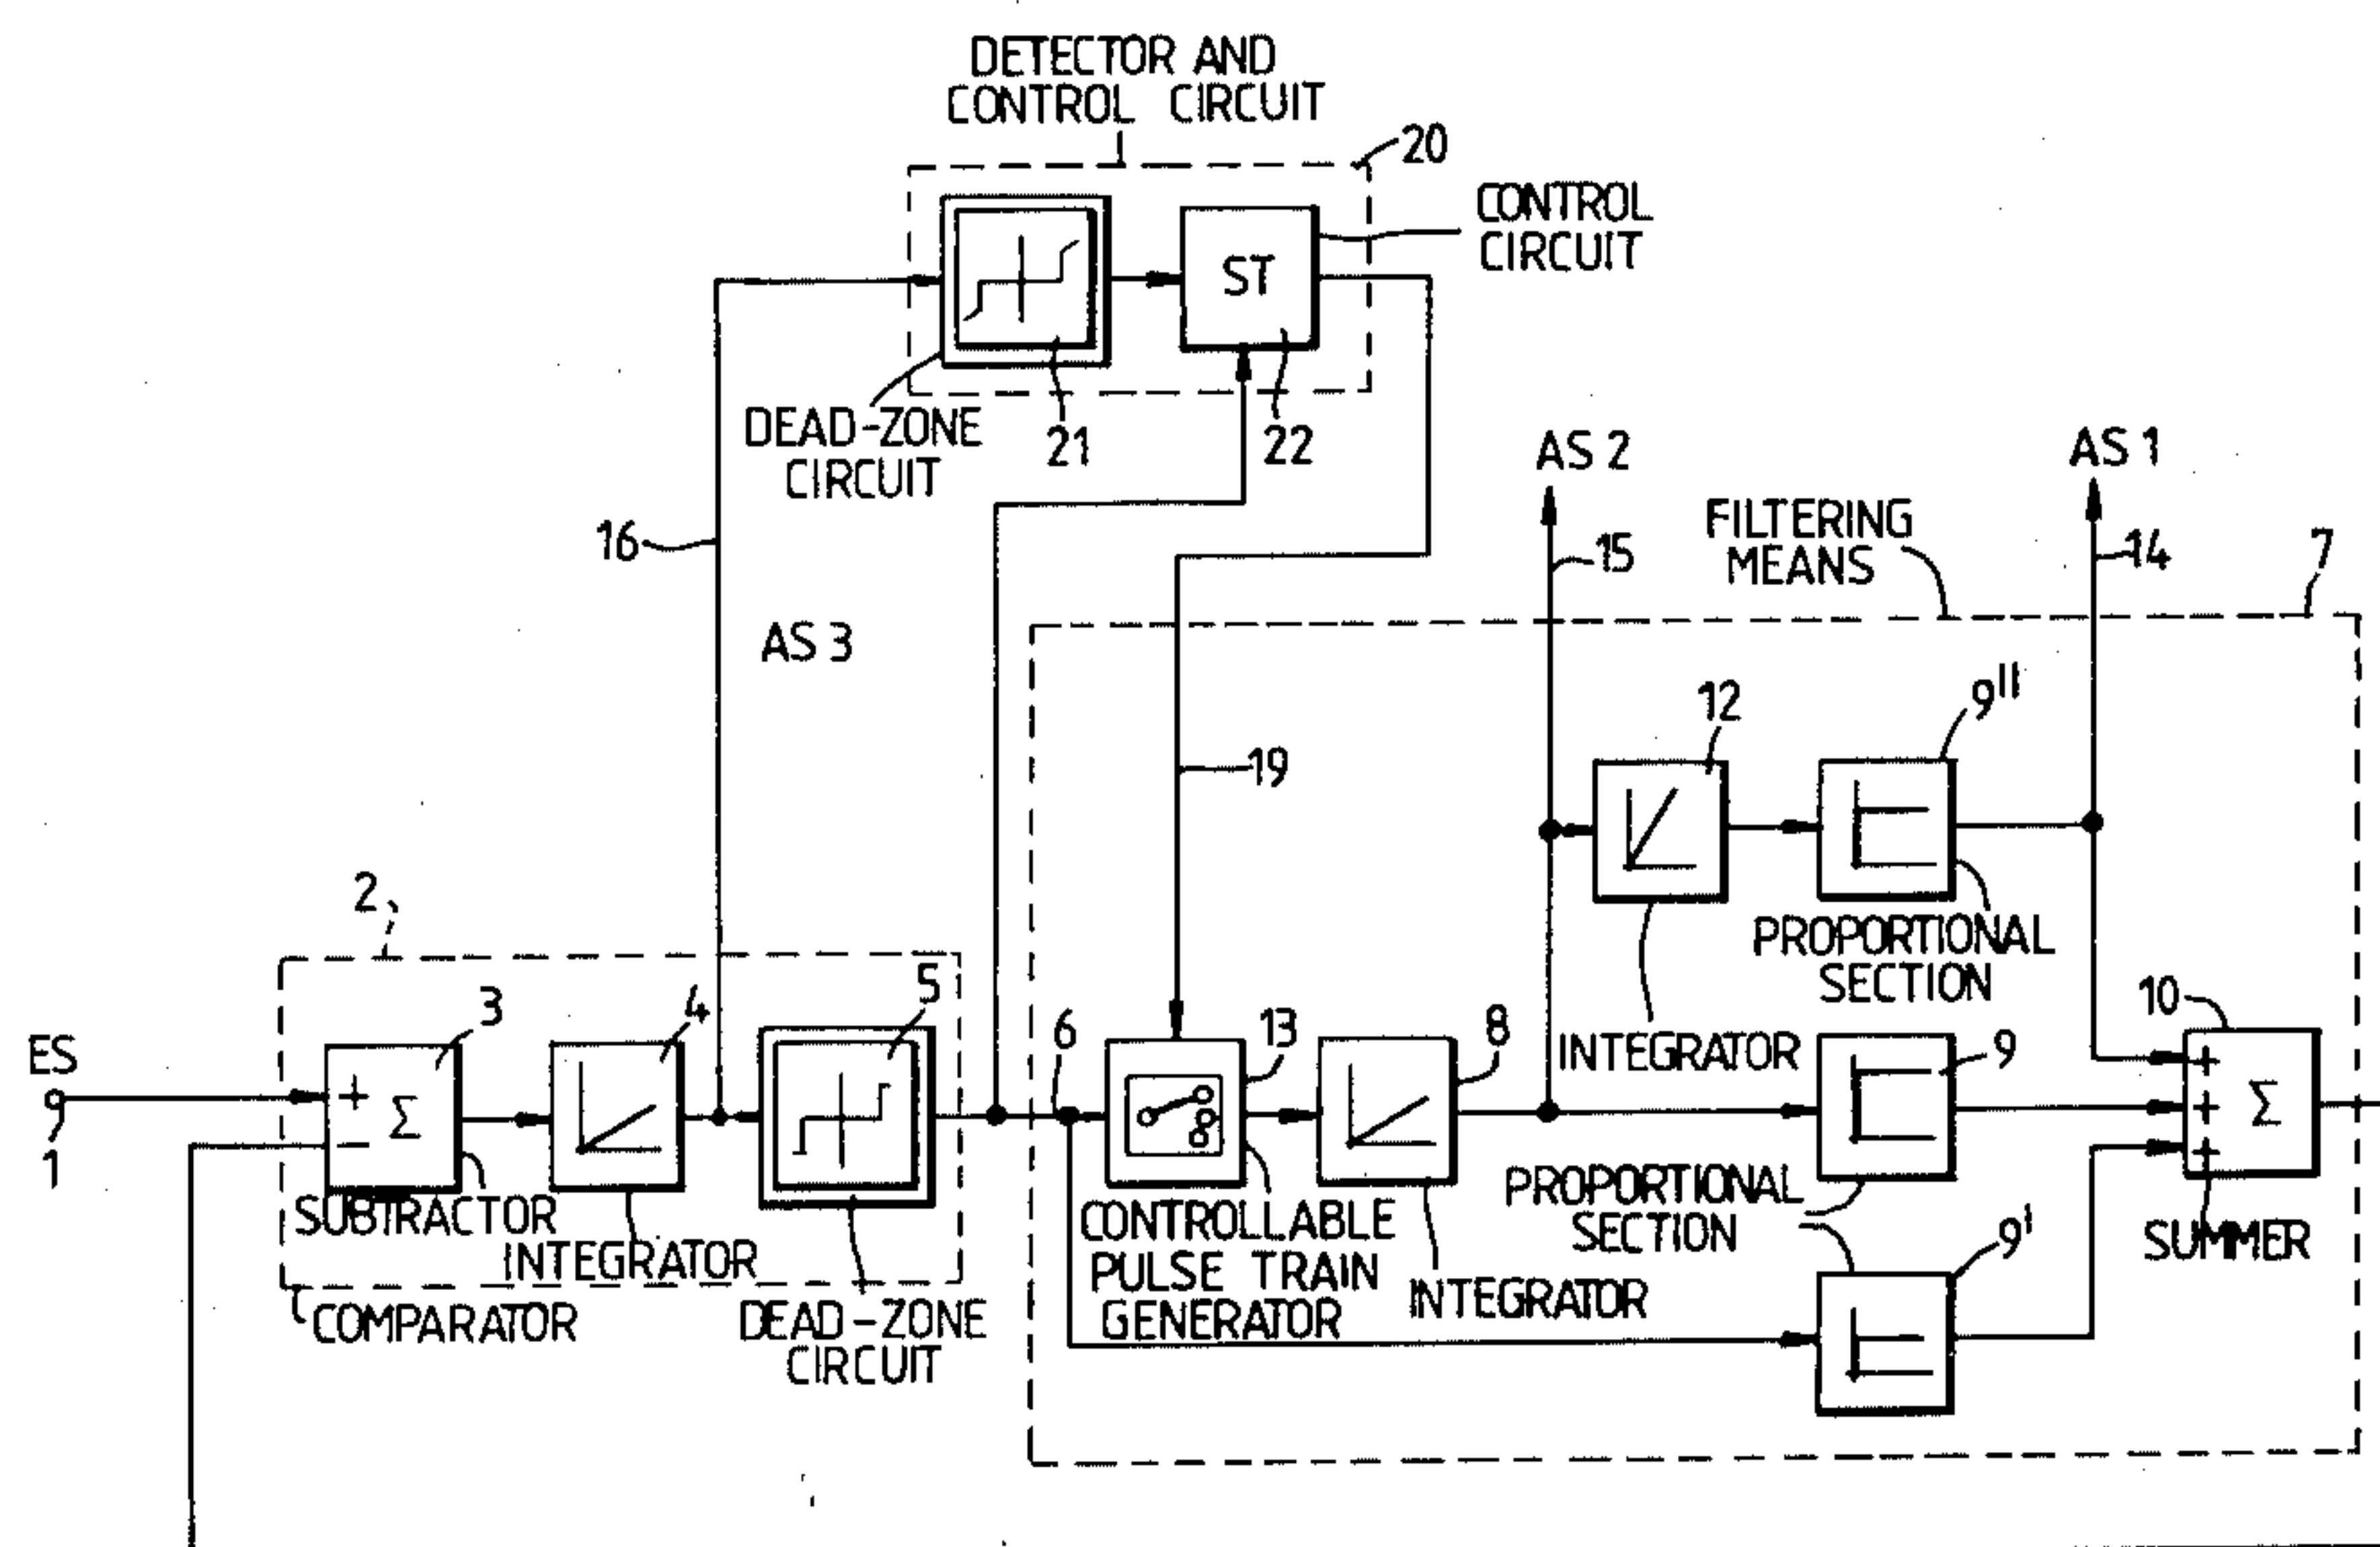 DETECTOR AND
CONTROL CIRCUIT
20
CONTROL
CIRCUIT
ST
DEAD-ZONE
CIRCUIT
21
22
AS 2
AS 1
FILTERING
MEANS
7
16
15
14
AS 3
12
9"
19
2
PROPORTIONAL
SECTION
3
4
5
6
13
8
INTEGRATOR
9
10
ES
1
+
Σ
−
+
+
+
Σ
SUBTRACTOR
INTEGRATOR
COMPARATOR
DEAD-ZONE
CIRCUIT
CONTROLLABLE
PULSE TRAIN
GENERATOR
INTEGRATOR
PROPORTIONAL
SECTION
9'
SUMMER